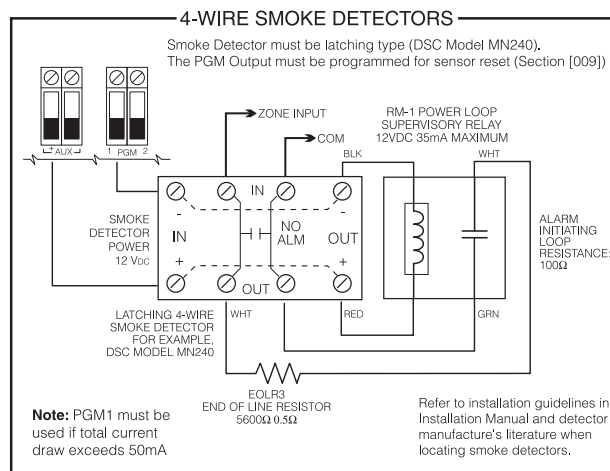 4-WIRE SMOKE DETECTORS
Smoke Detector must be latching type (DSC Model MN240).
The PGM Output must be programmed for sensor reset (Section [009])
+ AUX -
1 PGM 2
ZONE INPUT
COM
RM-1 POWER LOOP
SUPERVISORY RELAY
12VDC 35mA MAXIMUM
BLK
WHT
SMOKE
DETECTOR
POWER
12 VDC
IN
-
-
IN
NO
ALM
OUT
+
+
OUT
ALARM
INITIATING
LOOP
RESISTANCE:
100Ω
LATCHING 4-WIRE
SMOKE DETECTOR
FOR EXAMPLE,
DSC MODEL MN240
WHT
RED
GRN
EOLR3
END OF LINE RESISTOR
5600Ω 0.5Ω
Note: PGM1 must be
used if total current
draw exceeds 50mA
Refer to installation guidelines in
Installation Manual and detector
manufacture's literature when
locating smoke detectors.